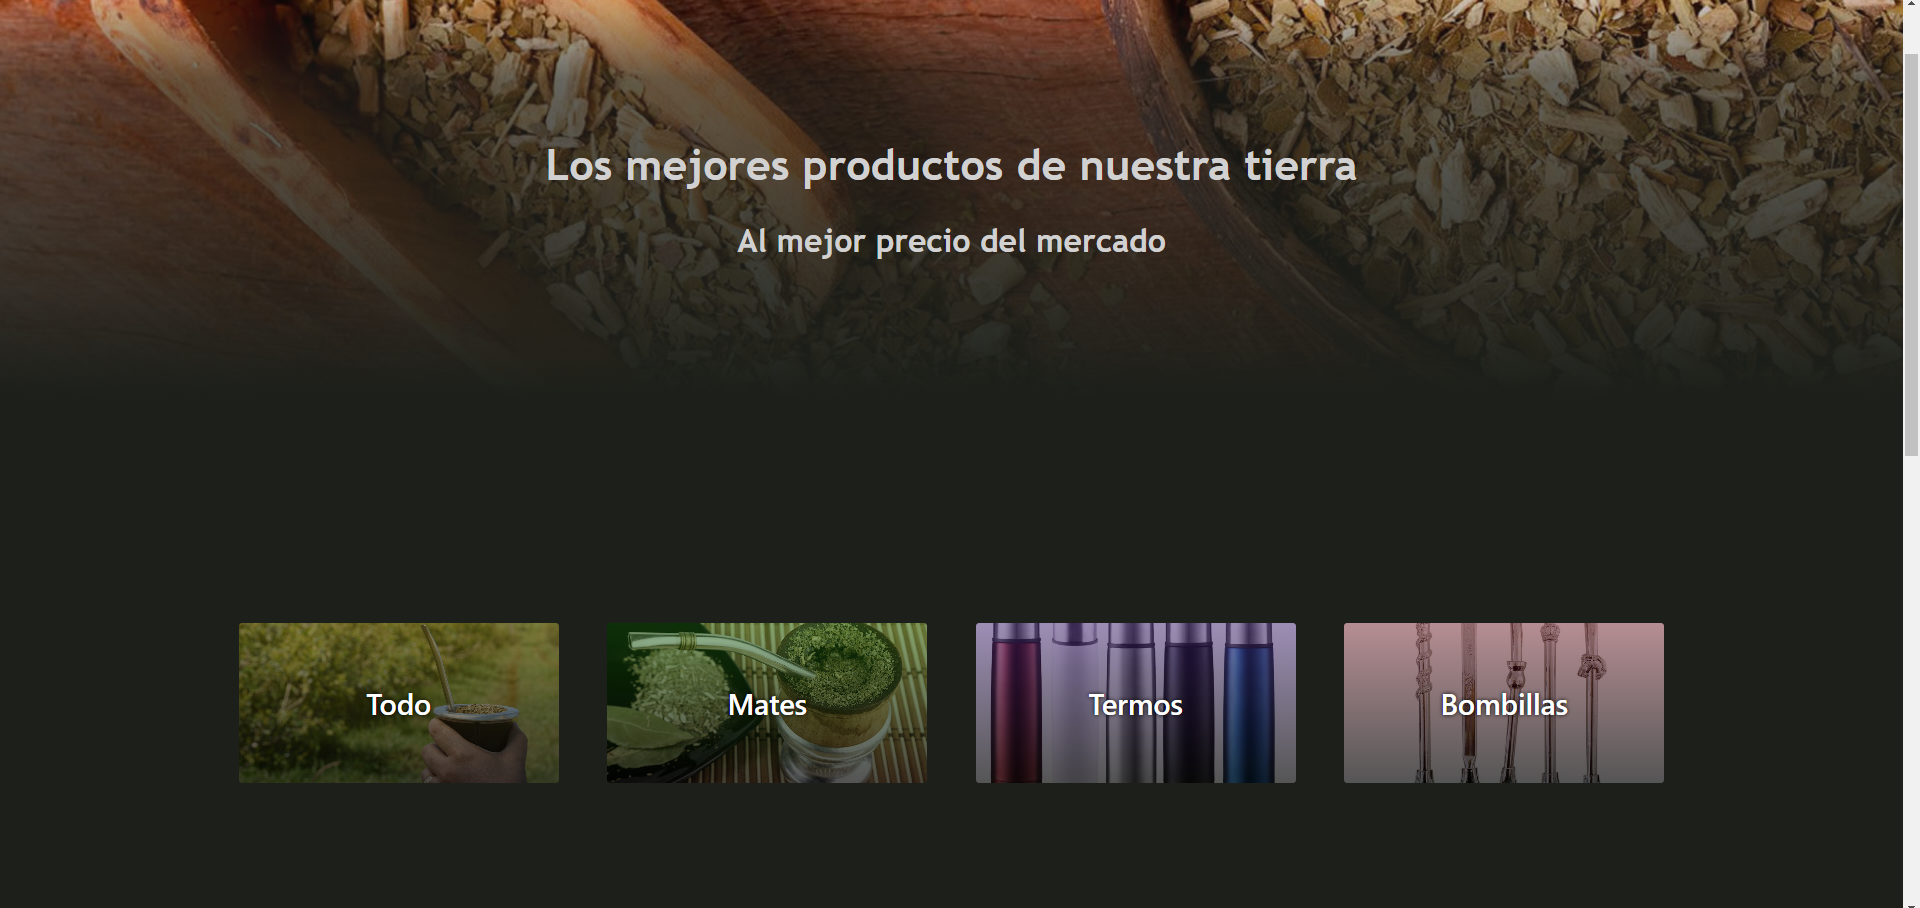 Los mejores productos de nuestra tierra
Al mejor precio del mercado
Todo
Mates
Termos
Bombillas